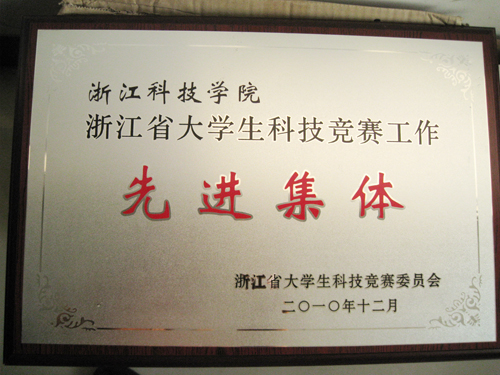 浙江科技学院
浙江省大学生科技竞赛工作
先进集体
浙江省大学生科技竞赛委员会
二〇一〇年十二月